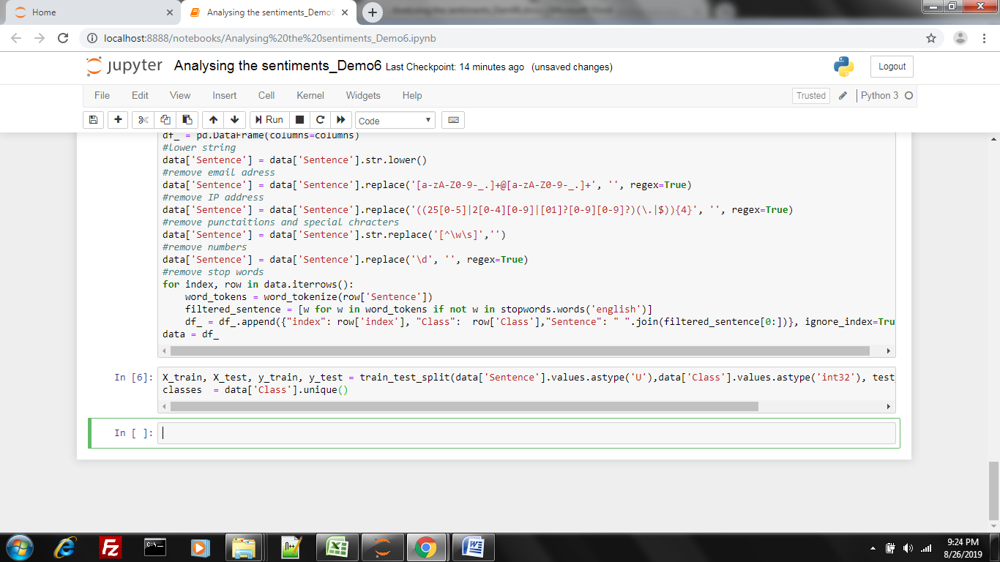 Home
Analysing the sentiments_Demo6
localhost:8888/notebooks/Analysing%20the%20sentiments_Demo6.ipynb
jupyter Analysing the sentiments_Demo6 Last Checkpoint: 14 minutes ago (unsaved changes)
Logout
File Edit View Insert Cell Kernel Widgets Help
Trusted Python 3
Run Code
df_ = pd.DataFrame(columns=columns)
#lower string
data['Sentence'] = data['Sentence'].str.lower()
#remove email adress
data['Sentence'] = data['Sentence'].replace('[a-zA-Z0-9-_.]+@[a-zA-Z0-9-_.]+', '', regex=True)
#remove IP address
data['Sentence'] = data['Sentence'].replace('((25[0-5]|2[0-4][0-9]|[01]?[0-9][0-9]?)(\.|$)){4}', '', regex=True)
#remove punctaitions and special chracters
data['Sentence'] = data['Sentence'].str.replace('[^\w\s]','')
#remove numbers
data['Sentence'] = data['Sentence'].replace('\d', '', regex=True)
#remove stop words
for index, row in data.iterrows():
    word_tokens = word_tokenize(row['Sentence'])
    filtered_sentence = [w for w in word_tokens if not w in stopwords.words('english')]
    df_ = df_.append({"index": row['index'], "Class":  row['Class'],"Sentence": " ".join(filtered_sentence[0:])}, ignore_index=Tru
data = df_
In [6]: X_train, X_test, y_train, y_test = train_test_split(data['Sentence'].values.astype('U'),data['Class'].values.astype('int32'), test
classes  = data['Class'].unique()
In [ ]:
9:24 PM
8/26/2019